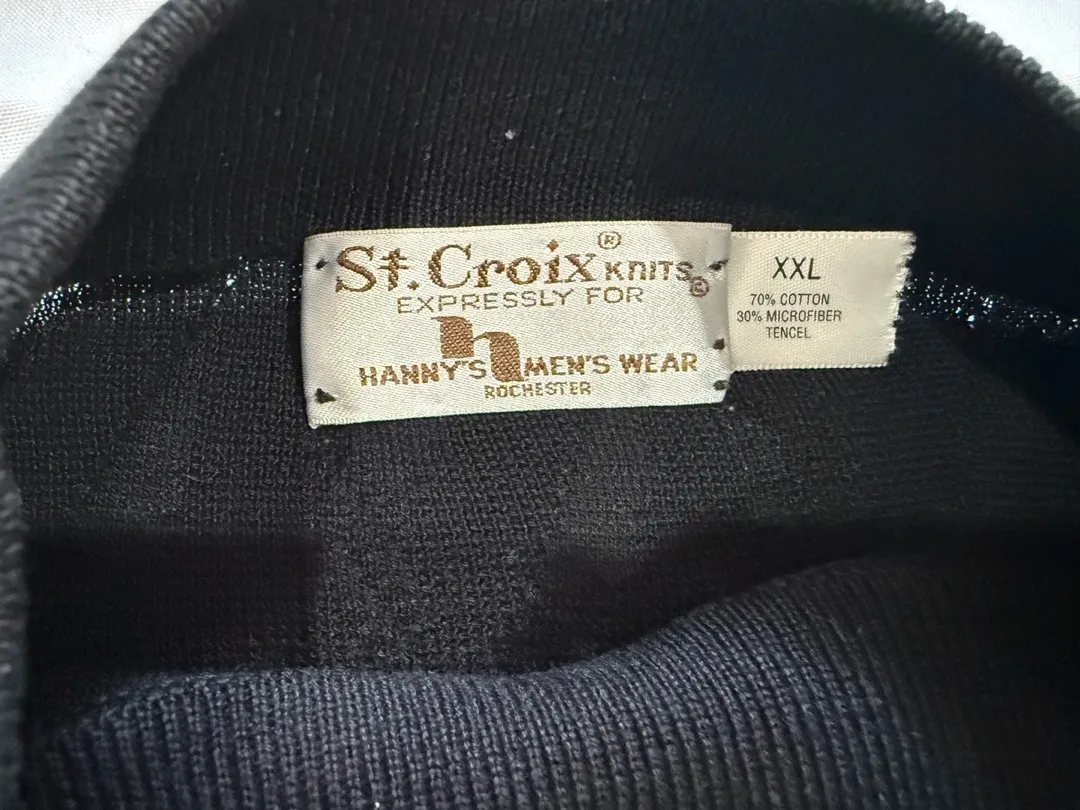 St. Croix® KNITS©
EXPRESSLY FOR
h
HANNY'S MEN'S WEAR
ROCHESTER
XXL
70% COTTON
30% MICROFIBER
TENCEL